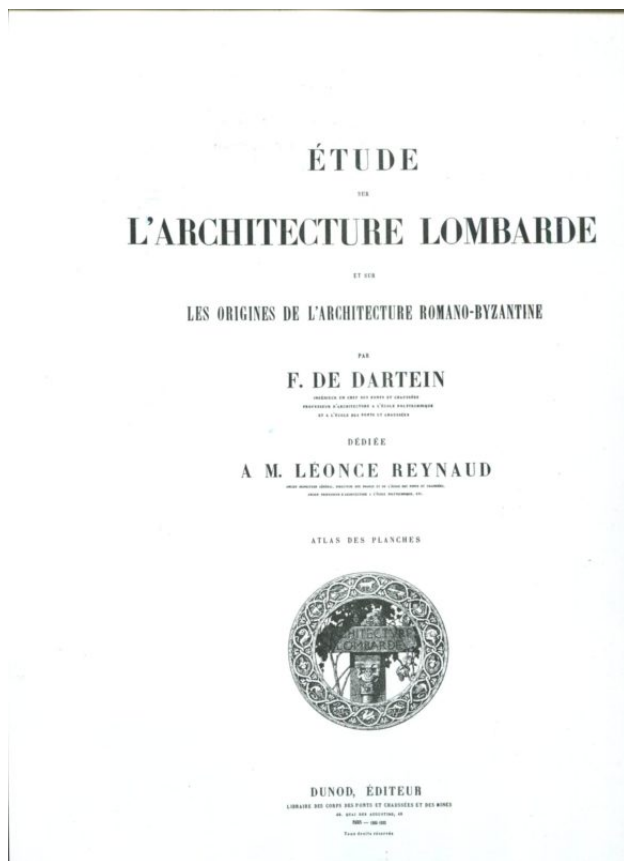 ÉTUDE
SUR
L'ARCHITECTURE LOMBARDE
ET SUR
LES ORIGINES DE L'ARCHITECTURE ROMANO-BYZANTINE
PAR
F. DE DARTEIN
INGÉNIEUR EN CHEF DES PONTS ET CHAUSSÉES
PROFESSEUR D'ARCHITECTURE A L'ÉCOLE POLYTECHNIQUE
ET A L'ÉCOLE DES PONTS ET CHAUSSÉES
DÉDIÉE
A M. LÉONCE REYNAUD
ATLAS DES PLANCHES
ARCHITECTURE
LOMBARDE
DUNOD, ÉDITEUR
LIBRAIRE DES CORPS DES PONTS ET CHAUSSÉES ET DES MINES
QUAI DES AUGUSTINS,
PARIS
Tous droits réservés